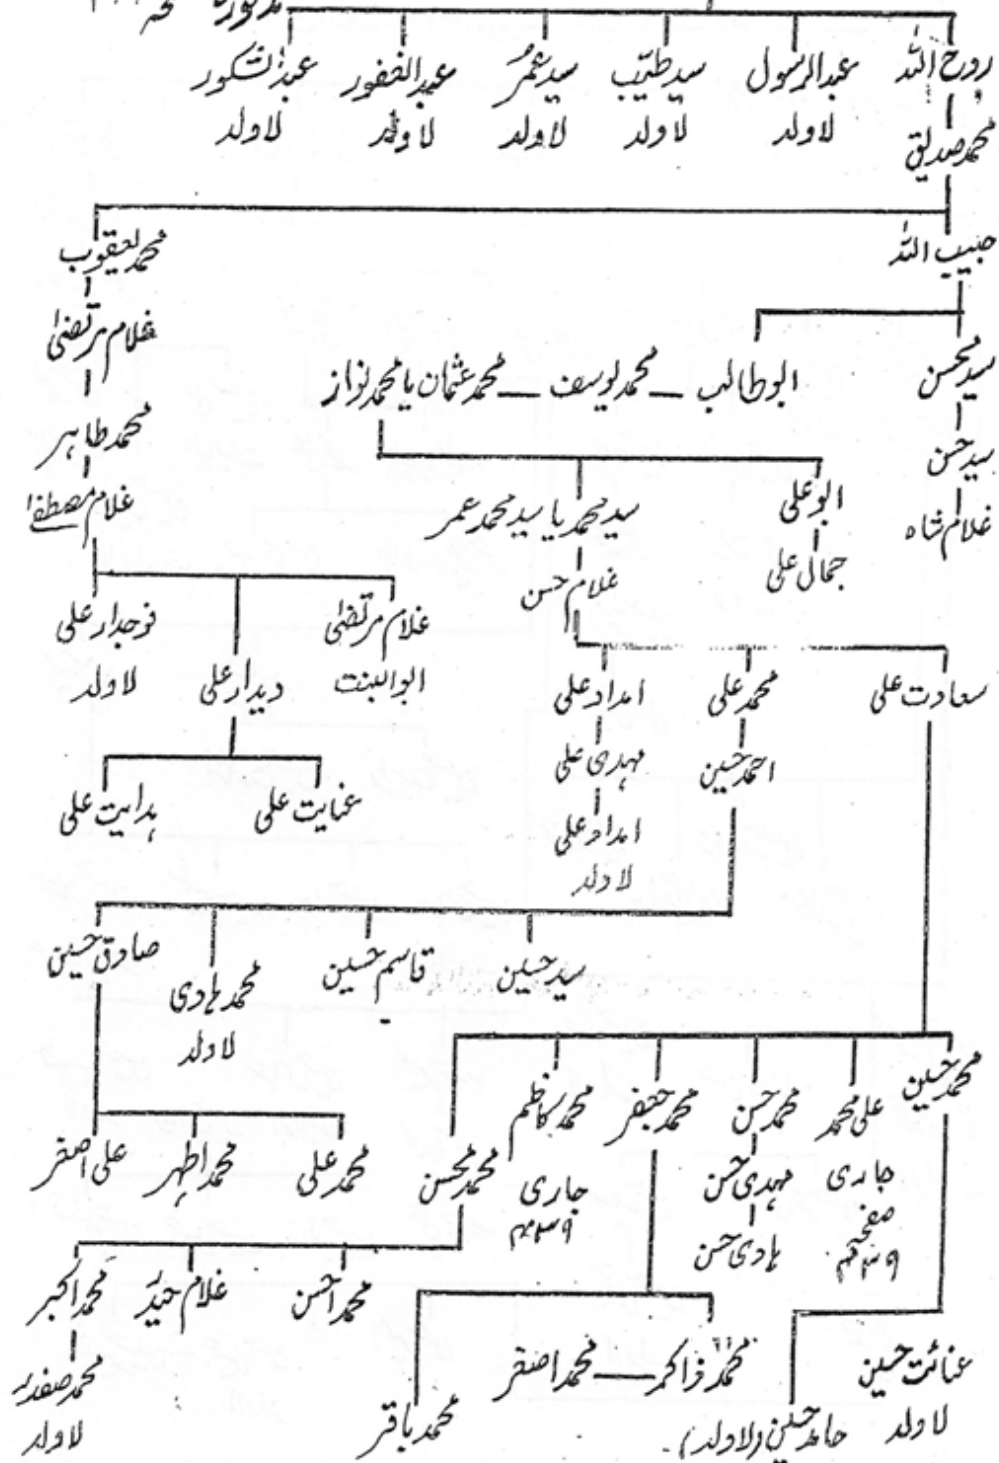 روح اللہ عبدالرسول سید طیب سید عمر عبدالغفور عبدالشکور
لاولد لاولد لاولد لاولد لاولد
محمد صدیق
حبیب اللہ محمد یعقوب
غلام مرتضیٰ
سید محسن ابوطالب — محمد یوسف — محمد عثمان یا محمد نواز
محمد طاہر
سید حسن
ابوعلی سید محمد یا سید محمد عمر غلام مصطفےٰ
غلام شاہ
جمال علی غلام حسن
غلام مرتضیٰ فوجدار علی
سعادت علی محمد علی امداد علی ابوالبنت دیدار علی لاولد
احمد حسین مہدی علی
عنایت علی ہدایت علی
امداد علی
لاولد
سید حسین قاسم حسین محمد ہادی صادق حسین
لاولد
محمد حسین علی محمد محمد حسن محمد جعفر محمد کاظم محمد محسن
محمد علی محمد اطہر علی اصغر
جاری مہدی حسن جاری
صفحہ ہادی حسن
محمد احسن غلام حیدر محمد اکبر
عنائت حسین محمد ذاکر — محمد اصغر محمد صفدر
لاولد حامد حسین (لاولد) محمد باقر لاولد